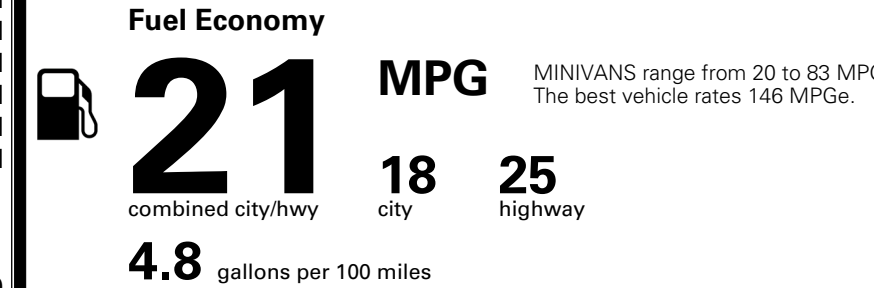 Fuel Economy
21 MPG
MINIVANS range from 20 to 83
The best vehicle rates 146 MPGe.
18 25
combined city/hwy city highway
4.8 gallons per 100 miles